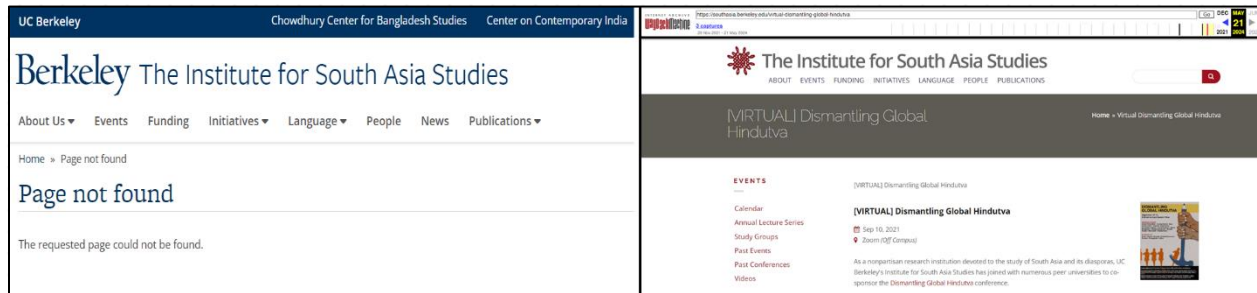 UC Berkeley
Chowdhury Center for Bangladesh Studies
Center on Contemporary India
Berkeley The Institute for South Asia Studies
About Us
Events
Funding
Initiatives
Language
People
News
Publications
Home » Page not found
Page not found
The requested page could not be found.
INTERNET ARCHIVE
https://southasia.berkeley.edu/virtual-dismantling-global-hindutva
Go
DEC
MAY
2 captures
21
2021
2024
The Institute for South Asia Studies
ABOUT EVENTS FUNDING INITIATIVES LANGUAGE PEOPLE PUBLICATIONS
[VIRTUAL] Dismantling Global
Hindutva
Home » Virtual Dismantling Global Hindutva
EVENTS
Calendar
Annual Lecture Series
Study Groups
Past Events
Past Conferences
Videos
[VIRTUAL] Dismantling Global Hindutva
[VIRTUAL] Dismantling Global Hindutva
Sep 10, 2021
Zoom (Off Campus)
As a nonpartisan research institution devoted to the study of South Asia and its diasporas, UC
Berkeley's Institute for South Asia Studies has joined with numerous peer universities to co-
sponsor the Dismantling Global Hindutva conference.